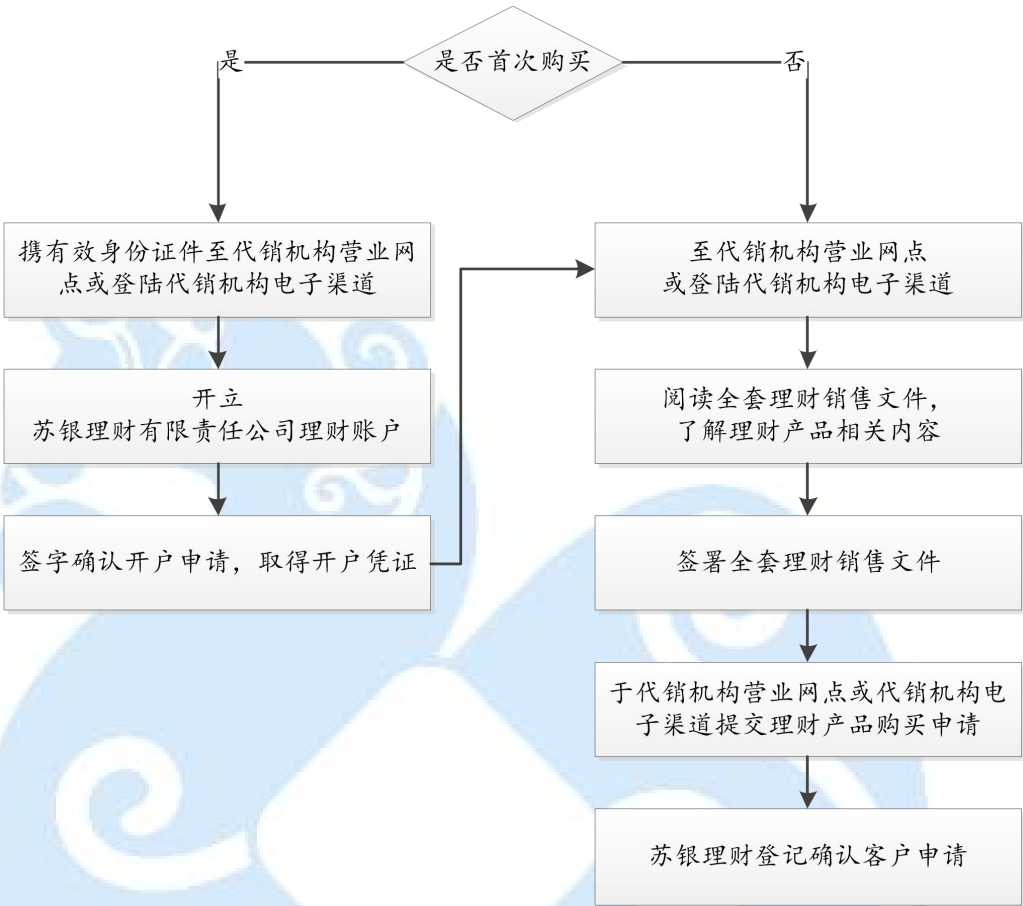 是否首次购买
是
否
携有效身份证件至代销机构营业网
点或登陆代销机构电子渠道
开立
苏银理财有限责任公司理财账户
签字确认开户申请，取得开户凭证
至代销机构营业网点
或登陆代销机构电子渠道
阅读全套理财销售文件，
了解理财产品相关内容
签署全套理财销售文件
于代销机构营业网点或代销机构电
子渠道提交理财产品购买申请
苏银理财登记确认客户申请